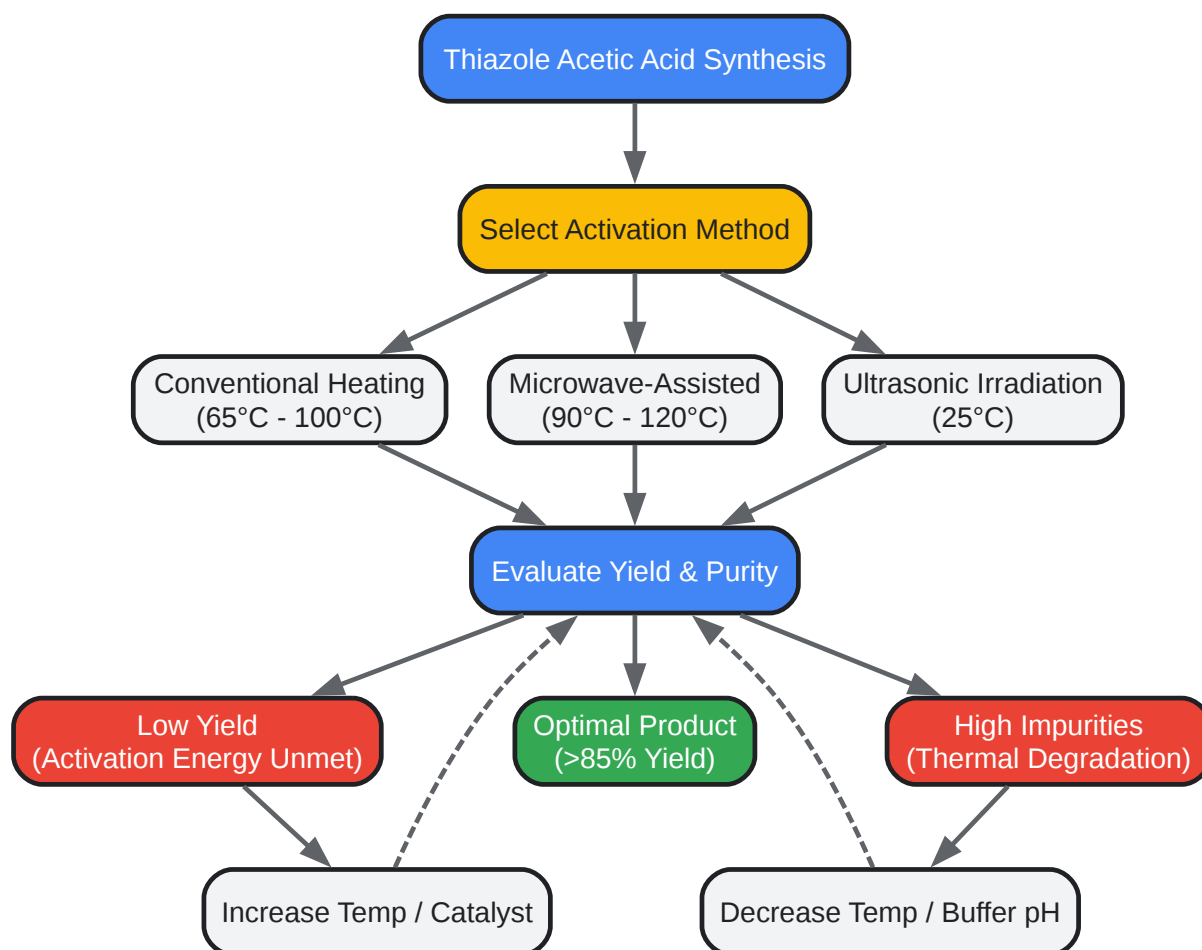 Thiazole Acetic Acid Synthesis
Select Activation Method
Conventional Heating
(65°C - 100°C)
Microwave-Assisted
(90°C - 120°C)
Ultrasonic Irradiation
(25°C)
Evaluate Yield & Purity
Low Yield
(Activation Energy Unmet)
Optimal Product
(>85% Yield)
High Impurities
(Thermal Degradation)
Increase Temp / Catalyst
Decrease Temp / Buffer pH